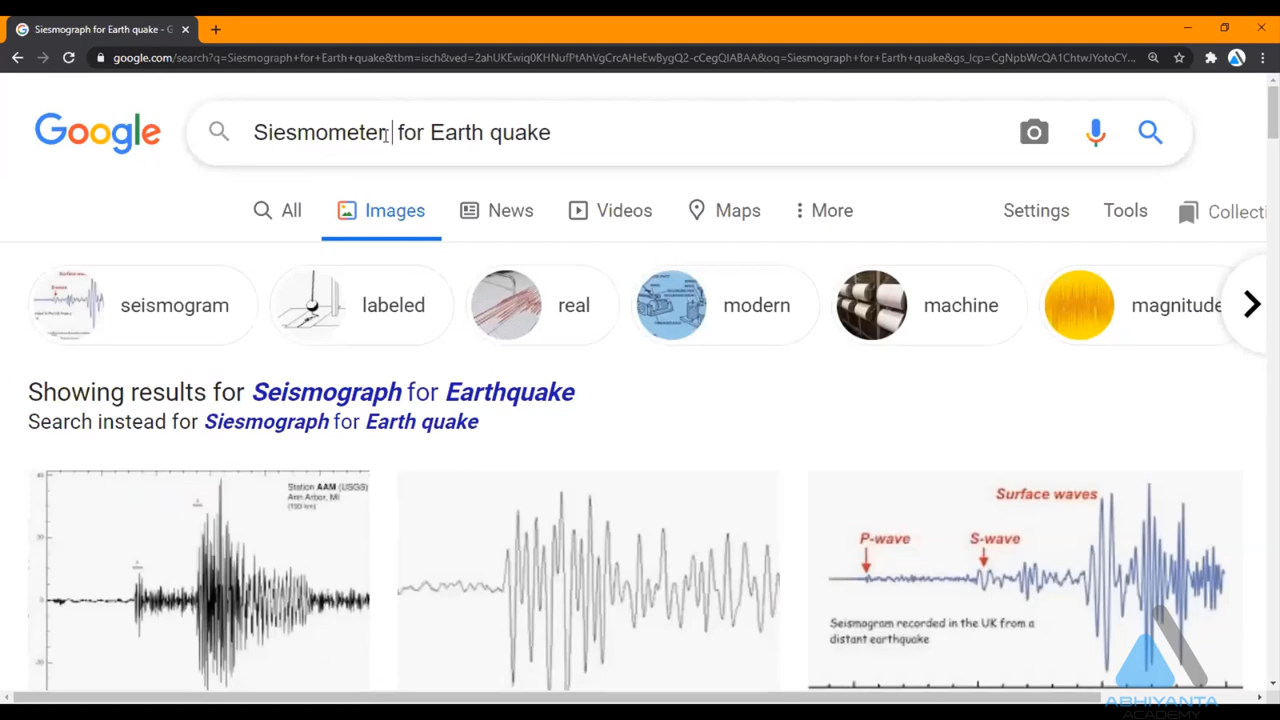 Siesmograph for Earth quake - G
google.com/search?q=Siesmograph+for+Earth+quake&tbm=isch&ved=2ahUKEwiq0KHNufPtAhVgCrcAHeEwBygQ2-cCegQIABAA&oq=Siesmograph+for+Earth+quake&gs_lcp=CgNpbWcQA1ChtwJYotoCY...
Google
Siesmometer for Earth quake
All
Images
News
Videos
Maps
More
Settings
Tools
Collecti
seismogram
labeled
real
modern
machine
magnitude
Showing results for Seismograph for Earthquake
Search instead for Siesmograph for Earth quake
Station AAM (USGS)
Ann Arbor, MI
Surface waves
P-wave
S-wave
Seismogram recorded in the UK from a
distant earthquake
ABHIYANTA
ACADEMY